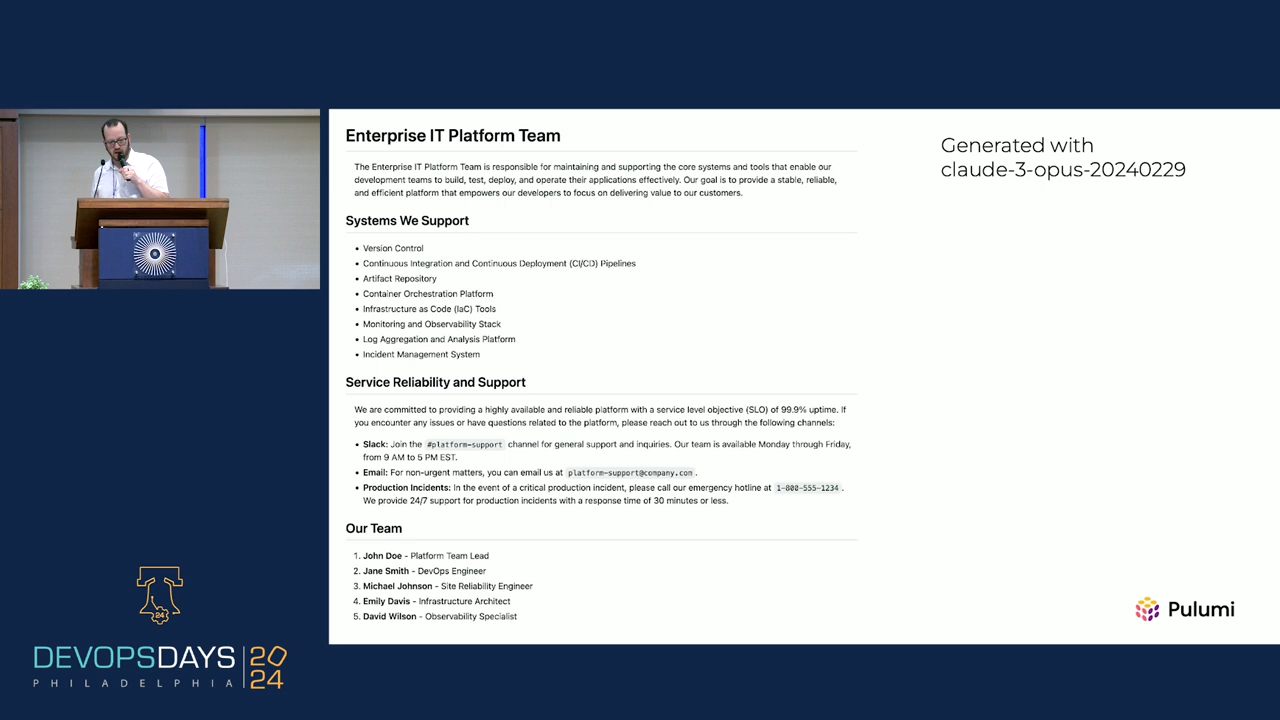 Enterprise IT Platform Team
The Enterprise IT Platform Team is responsible for maintaining and supporting the core systems and tools that enable our
development teams to build, test, deploy, and operate their applications effectively. Our goal is to provide a stable, reliable,
and efficient platform that empowers our developers to focus on delivering value to our customers.
Systems We Support
• Version Control
• Continuous Integration and Continuous Deployment (CI/CD) Pipelines
• Artifact Repository
• Container Orchestration Platform
• Infrastructure as Code (IaC) Tools
• Monitoring and Observability Stack
• Log Aggregation and Analysis Platform
• Incident Management System
Service Reliability and Support
We are committed to providing a highly available and reliable platform with a service level objective (SLO) of 99.9% uptime. If
you encounter any issues or have questions related to the platform, please reach out to us through the following channels:
• Slack: Join the #platform-support channel for general support and inquiries. Our team is available Monday through Friday,
from 9 AM to 5 PM EST.
• Email: For non-urgent matters, you can email us at platform-support@company.com.
• Production Incidents: In the event of a critical production incident, please call our emergency hotline at 1-800-555-1234.
We provide 24/7 support for production incidents with a response time of 30 minutes or less.
Our Team
1. John Doe - Platform Team Lead
2. Jane Smith - DevOps Engineer
3. Michael Johnson - Site Reliability Engineer
4. Emily Davis - Infrastructure Architect
5. David Wilson - Observability Specialist
Generated with
claude-3-opus-20240229
Pulumi
24
DEVOPSDAYS 20
24
PHILADELPHIA